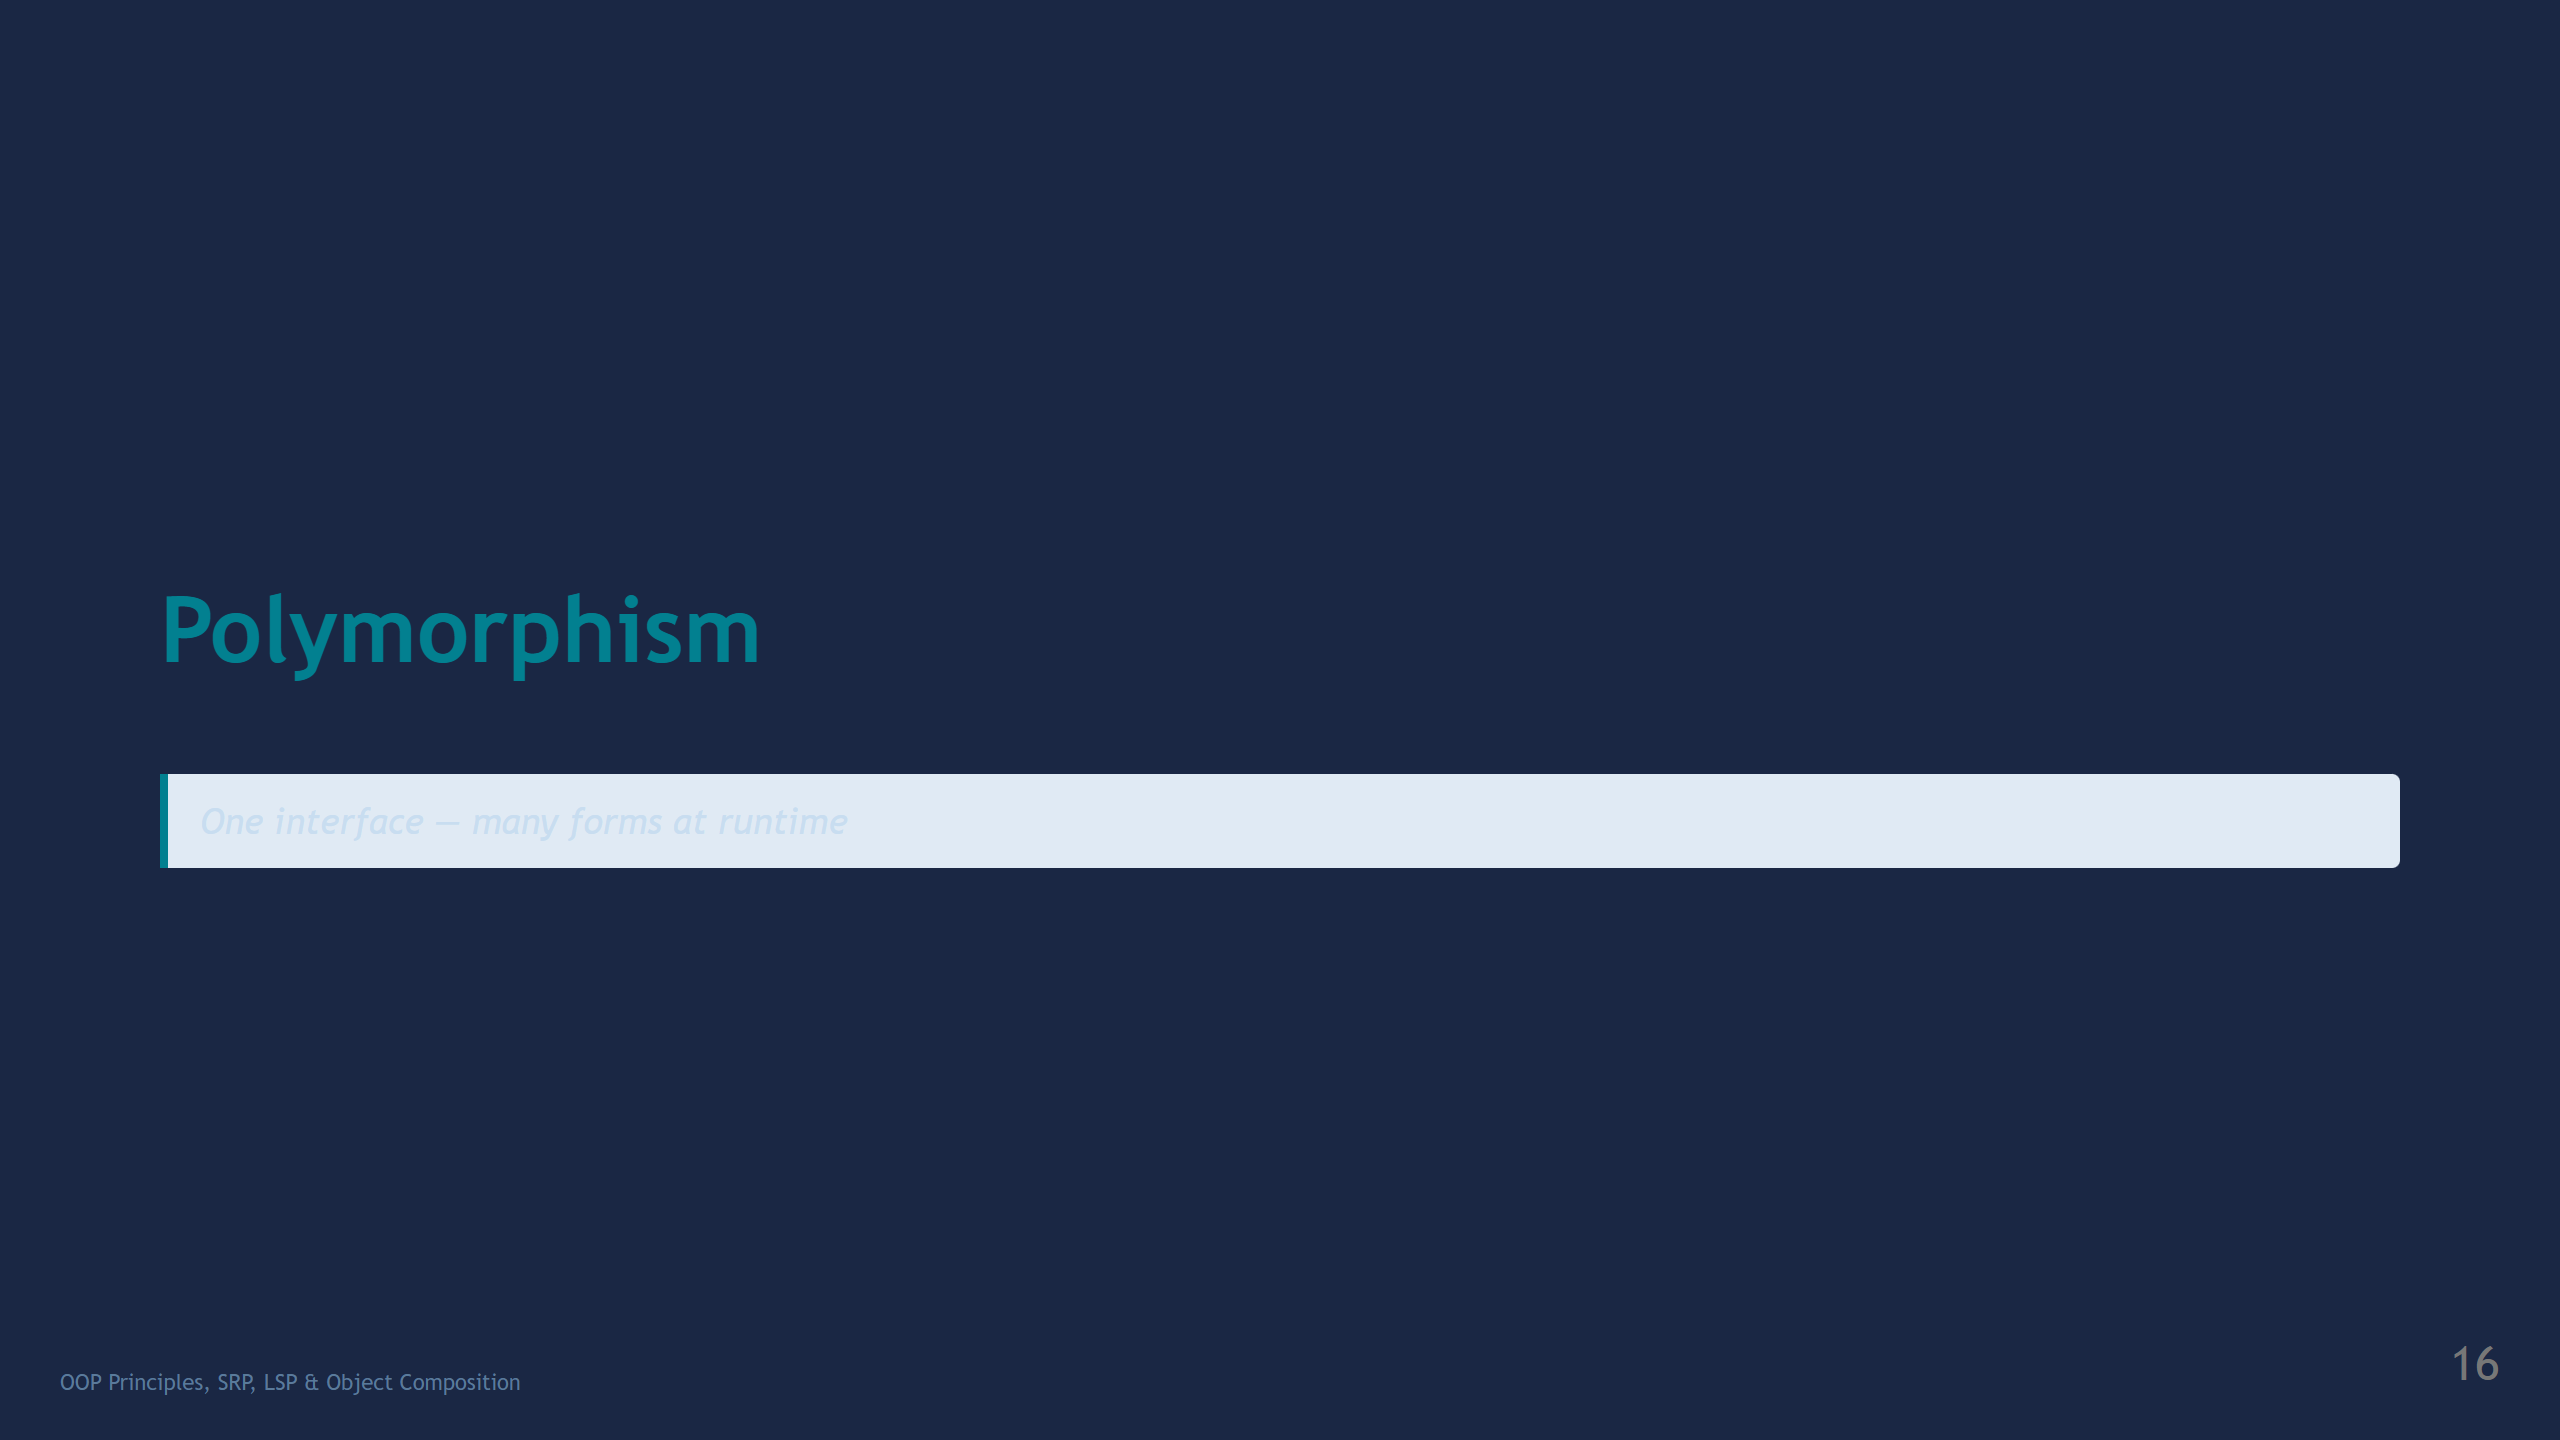 Polymorphism
One interface — many forms at runtime
OOP Principles, SRP, LSP & Object Composition
16